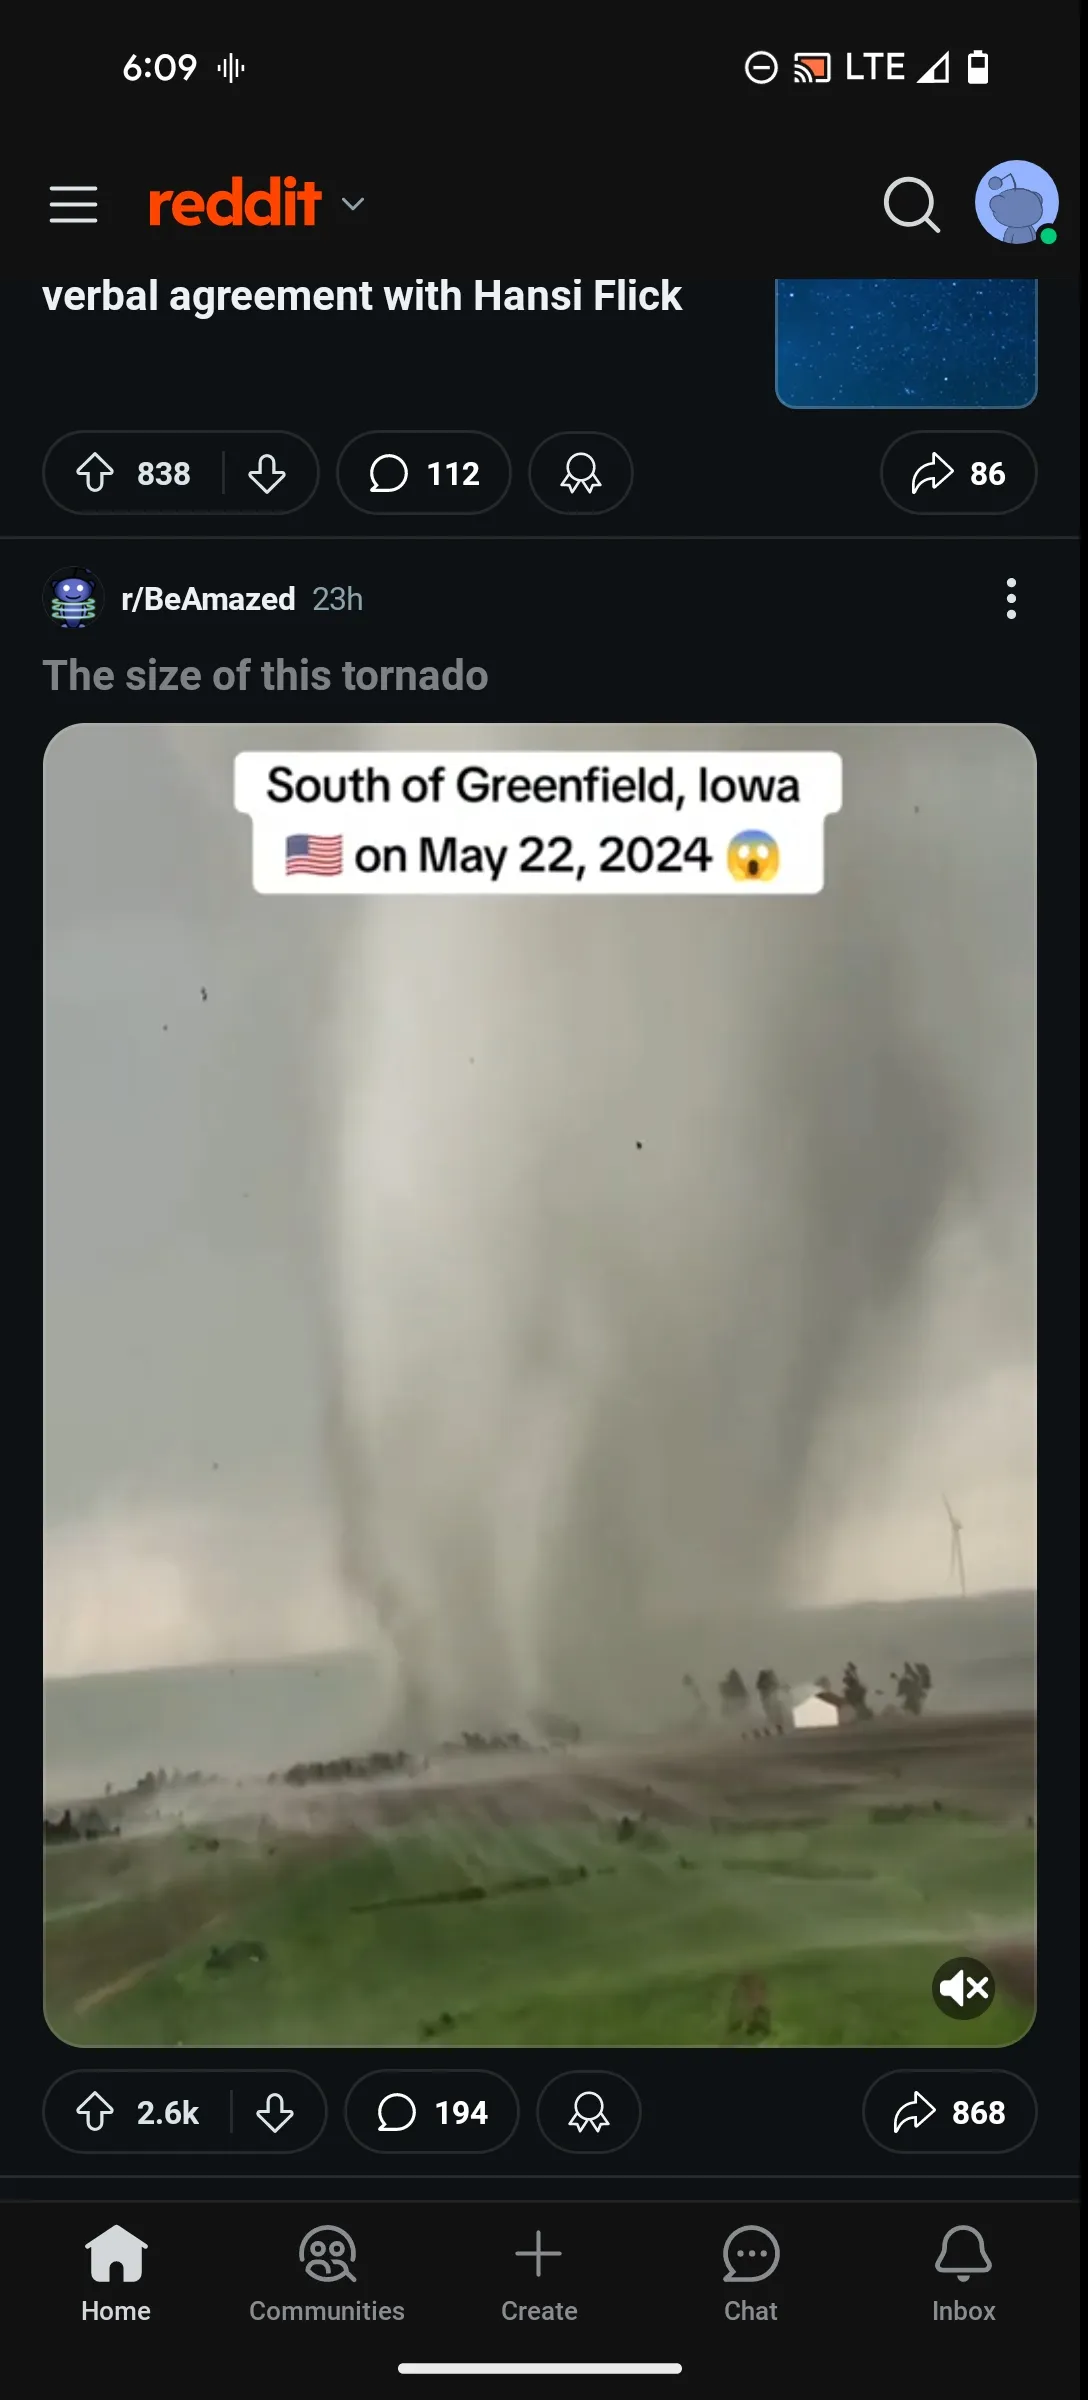 6:09
LTE
reddit
verbal agreement with Hansi Flick
838
112
86
r/BeAmazed 23h
The size of this tornado
South of Greenfield, Iowa
🇺🇸 on May 22, 2024 😱
2.6k
194
868
Home
Communities
Create
Chat
Inbox